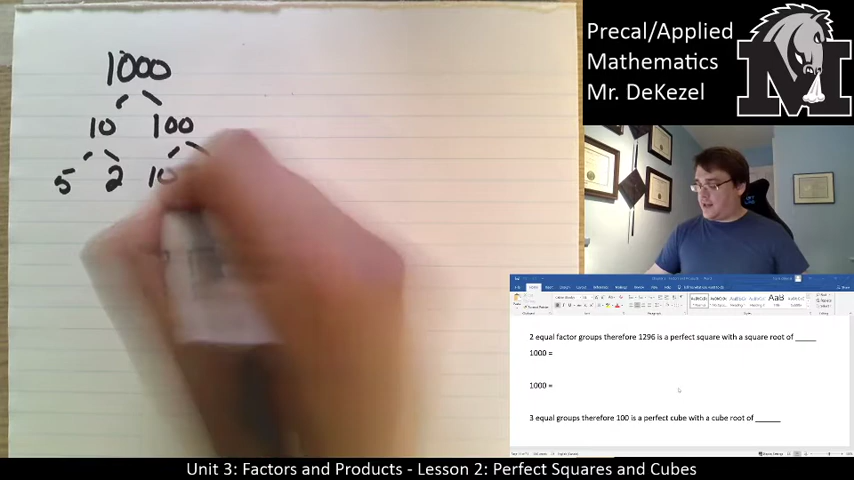 1000
10 100
5 2 10
Precal/Applied
Mathematics
Mr. DeKezel
M
2 equal factor groups therefore 1296 is a perfect square with a square root of _____
1000 =
1000 =
3 equal groups therefore 100 is a perfect cube with a cube root of ______
Unit 3: Factors and Products - Lesson 2: Perfect Squares and Cubes